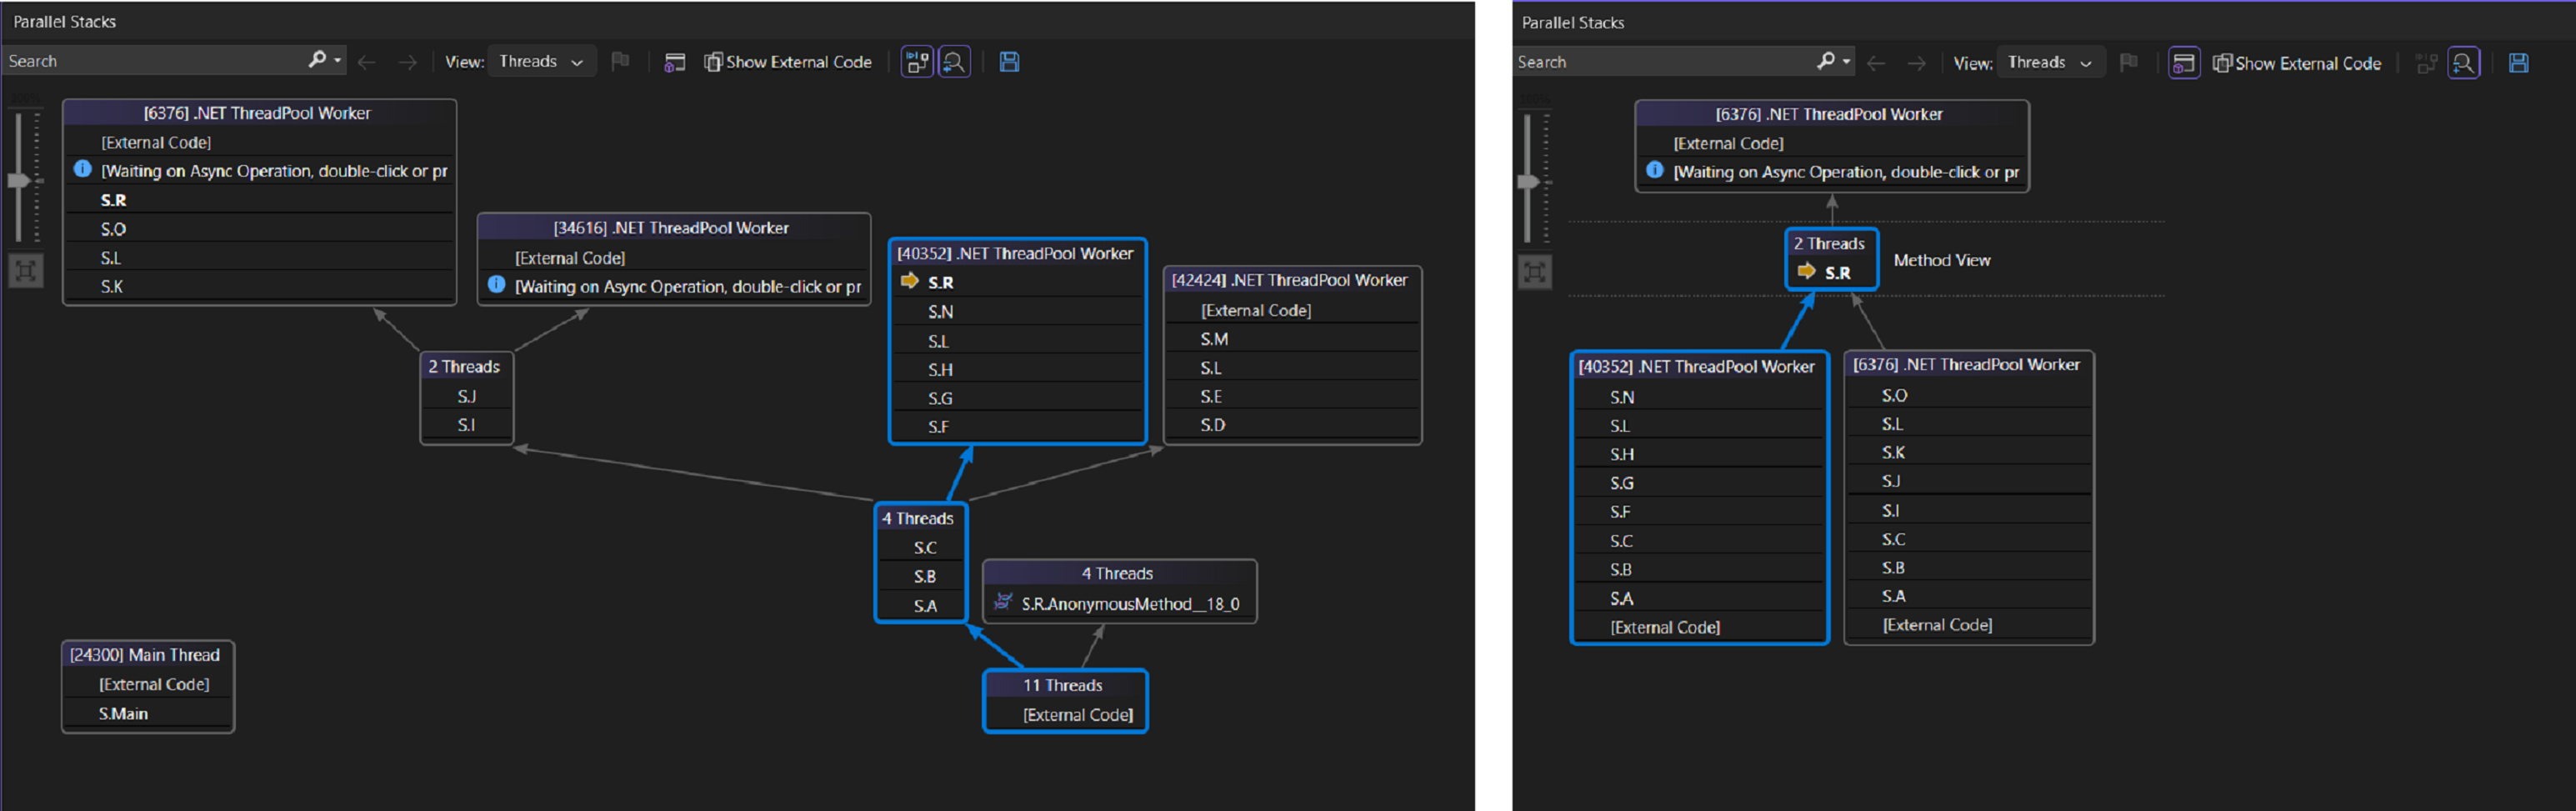 Parallel Stacks
Search
View: Threads
Show External Code
[6376] .NET ThreadPool Worker
[External Code]
[Waiting on Async Operation, double-click or pr
S.R
S.O
S.L
S.K
[34616] .NET ThreadPool Worker
[External Code]
[Waiting on Async Operation, double-click or pr
[40352] .NET ThreadPool Worker
S.R
S.N
S.L
S.H
S.G
S.F
[42424] .NET ThreadPool Worker
[External Code]
S.M
S.L
S.E
S.D
2 Threads
S.J
S.I
4 Threads
S.C
S.B
S.A
4 Threads
S.R.AnonymousMethod__18_0
[24300] Main Thread
[External Code]
S.Main
11 Threads
[External Code]
Parallel Stacks
Search
View: Threads
Show External Code
[6376] .NET ThreadPool Worker
[External Code]
[Waiting on Async Operation, double-click or pr
2 Threads
S.R
Method View
[40352] .NET ThreadPool Worker
S.N
S.L
S.H
S.G
S.F
S.C
S.B
S.A
[External Code]
[6376] .NET ThreadPool Worker
S.O
S.L
S.K
S.J
S.I
S.C
S.B
S.A
[External Code]